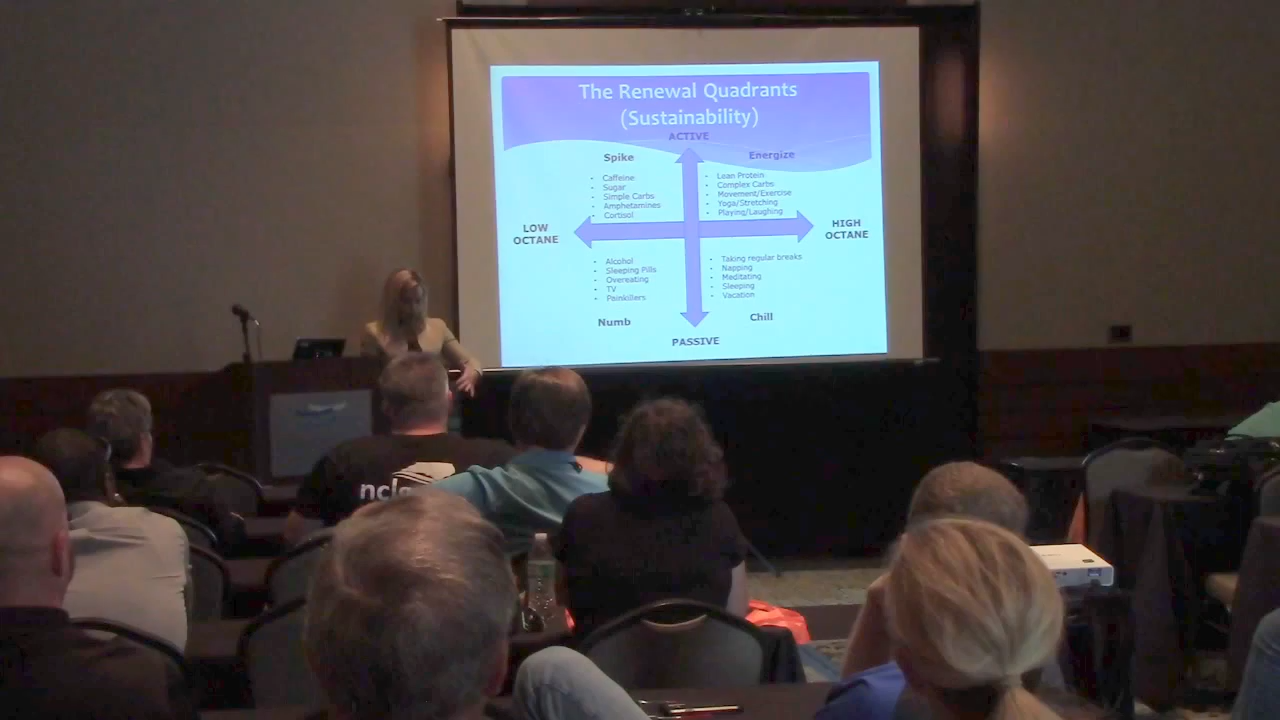 The Renewal Quadrants
(Sustainability)
ACTIVE
Spike
• Caffeine
• Sugar
• Simple Carbs
• Amphetamines
• Cortisol
Energize
• Lean Protein
• Complex Carbs
• Movement/Exercise
• Yoga/Stretching
• Playing/Laughing
LOW
OCTANE
HIGH
OCTANE
• Alcohol
• Sleeping Pills
• Overeating
• TV
• Painkillers
Numb
• Taking regular breaks
• Napping
• Meditating
• Sleeping
• Vacation
Chill
PASSIVE